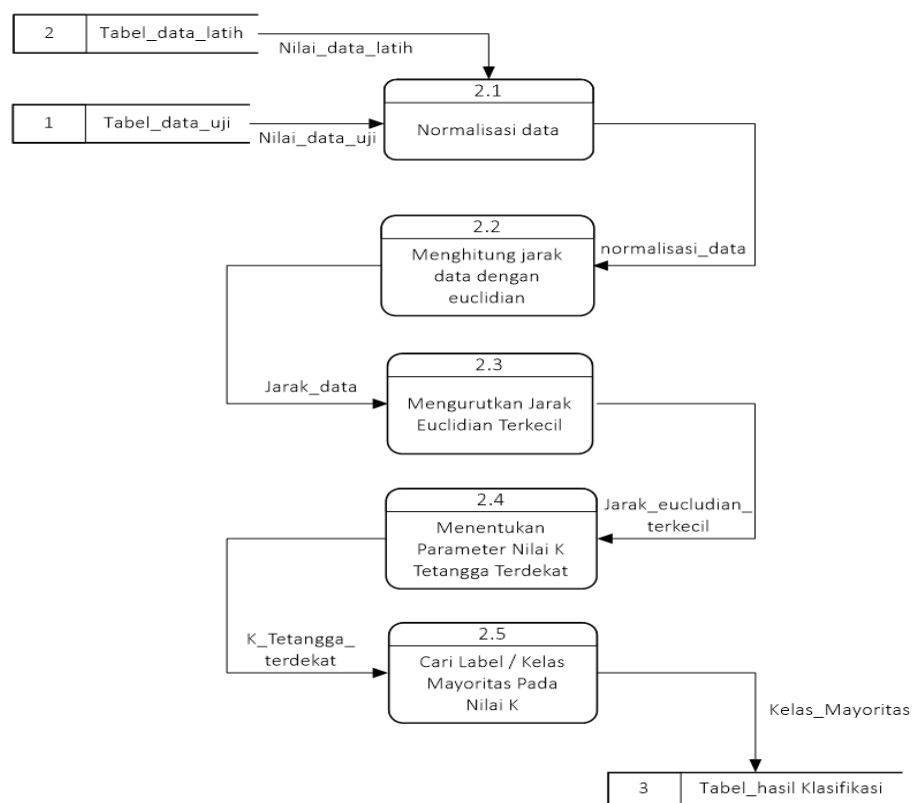 2 Tabel_data_latih
Nilai_data_latih
2.1
Normalisasi data
1 Tabel_data_uji
Nilai_data_uji
2.2
Menghitung jarak
data dengan
euclidian
normalisasi_data
2.3
Mengurutkan Jarak
Euclidian Terkecil
Jarak_data
2.4
Menentukan
Parameter Nilai K
Tetangga Terdekat
Jarak_eucludian_
terkecil
2.5
Cari Label / Kelas
Mayoritas Pada
Nilai K
K_Tetangga_
terdekat
Kelas_Mayoritas
3 Tabel_hasil Klasifikasi